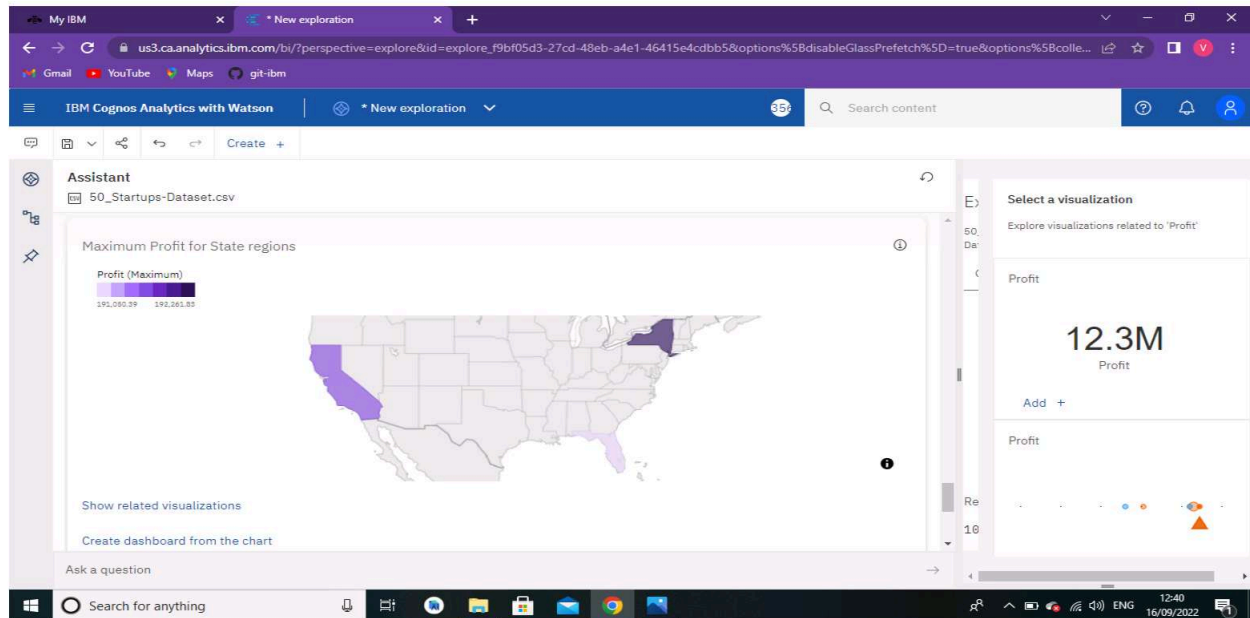 My IBM
* New exploration
us3.ca.analytics.ibm.com/bi/?perspective=explore&id=explore_f9bf05d3-27cd-48eb-a4e1-46415e4cdbb5&options%5BdisableGlassPrefetch%5D=true&options%5Bcolle...
V
Gmail YouTube Maps git-ibm
IBM Cognos Analytics with Watson * New exploration
Search content
Create +
Assistant
50_Startups-Dataset.csv
Maximum Profit for State regions
Profit (Maximum)
191,050.39 192,261.83
Show related visualizations
Create dashboard from the chart
Ask a question
50_
Da
Re
10
Select a visualization
Explore visualizations related to 'Profit'
Profit
12.3M
Profit
Add +
Profit
Search for anything
ENG
12:40
16/09/2022